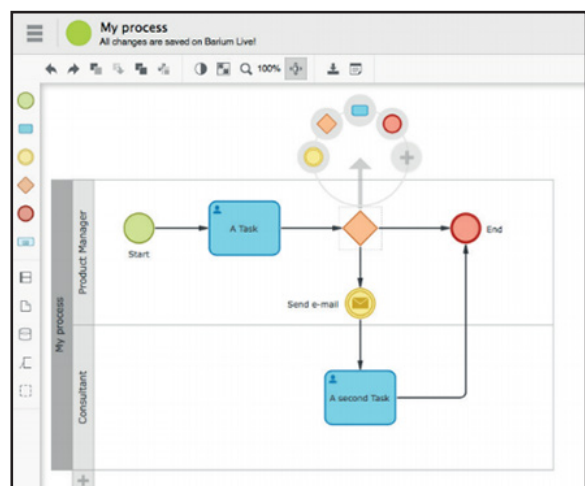 My process
All changes are saved on Barium Live!
100%
My process
Product Manager
Start
A Task
End
Send e-mail
Consultant
A second Task